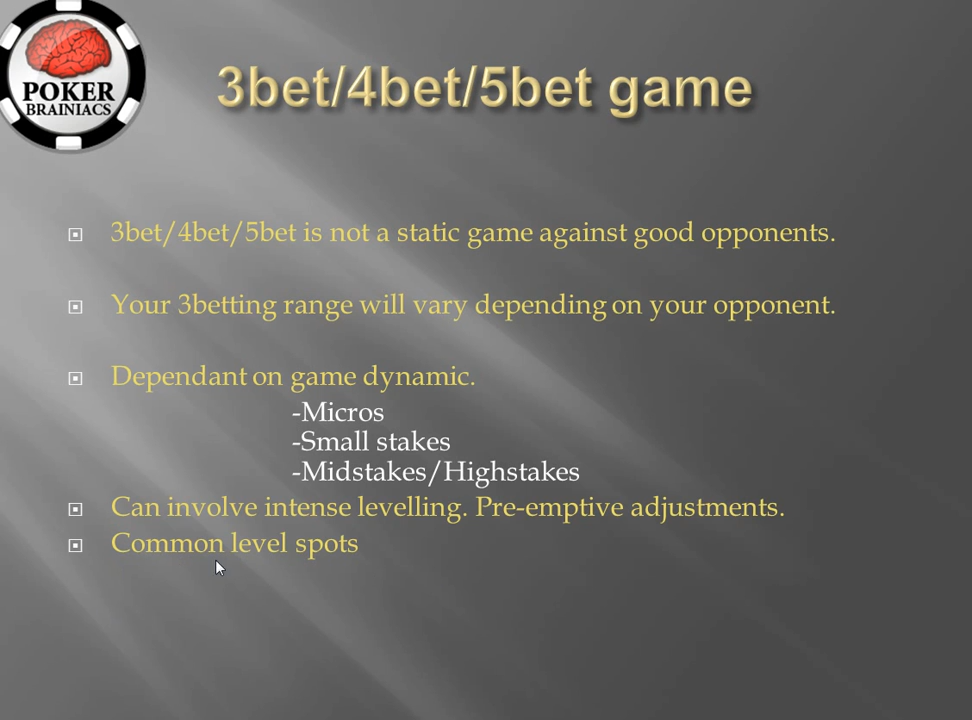 POKER
BRAINIACS
3bet/4bet/5bet game
3bet/4bet/5bet is not a static game against good opponents.
Your 3betting range will vary depending on your opponent.
Dependant on game dynamic.
-Micros
-Small stakes
-Midstakes/Highstakes
Can involve intense levelling. Pre-emptive adjustments.
Common level spots